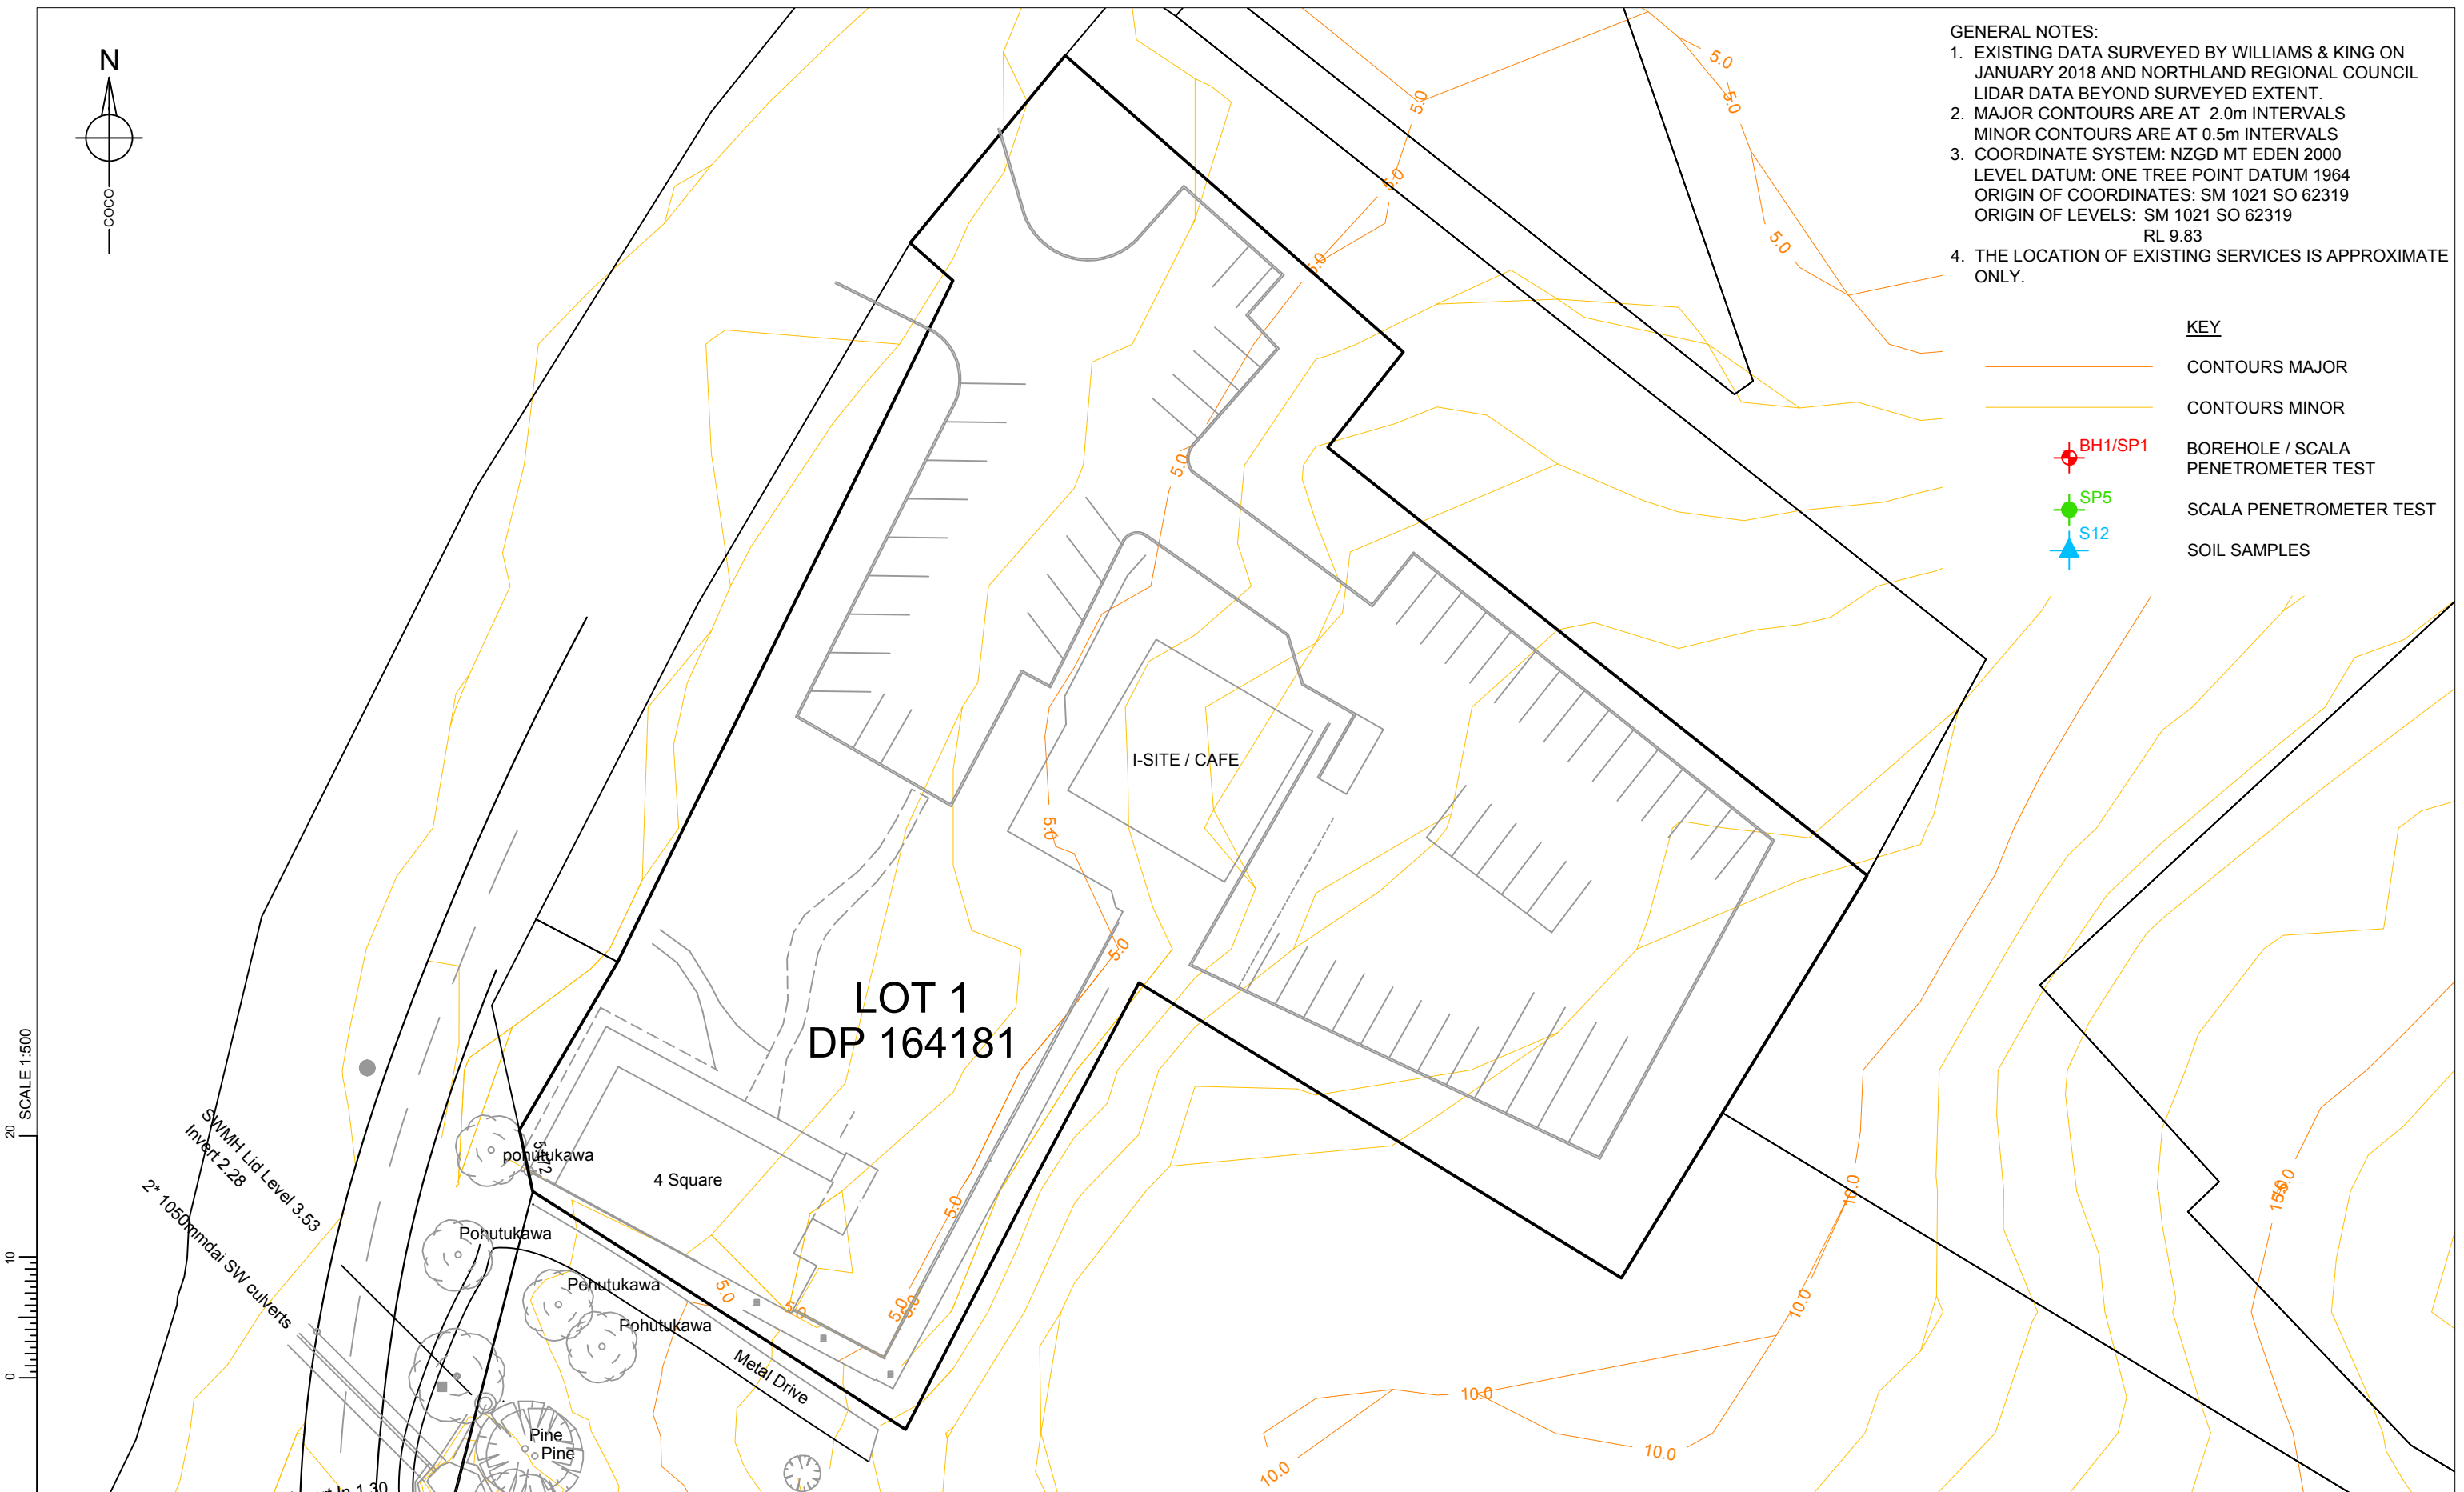 N
COCO
GENERAL NOTES:
1. EXISTING DATA SURVEYED BY WILLIAMS & KING ON
JANUARY 2018 AND NORTHLAND REGIONAL COUNCIL
LIDAR DATA BEYOND SURVEYED EXTENT.
2. MAJOR CONTOURS ARE AT 2.0m INTERVALS
MINOR CONTOURS ARE AT 0.5m INTERVALS
3. COORDINATE SYSTEM: NZGD MT EDEN 2000
LEVEL DATUM: ONE TREE POINT DATUM 1964
ORIGIN OF COORDINATES: SM 1021 SO 62319
ORIGIN OF LEVELS: SM 1021 SO 62319
RL 9.83
4. THE LOCATION OF EXISTING SERVICES IS APPROXIMATE
ONLY.
KEY
CONTOURS MAJOR
CONTOURS MINOR
BH1/SP1
BOREHOLE / SCALA
PENETROMETER TEST
SP5
SCALA PENETROMETER TEST
S12
SOIL SAMPLES
5.0
5.0
5.0
5.0
5.0
5.0
5.0
I-SITE / CAFE
5.0
5.0
LOT 1
DP 164181
SCALE 1:500
20
10
0
SWMH Lid Level 3.53
Invert 2.28
2* 1050mmdai SW culverts
pohutukawa
4 Square
Pohutukawa
Pohutukawa
Pohutukawa
Metal Drive
Pine
Pine
5.0
5.0
5.0
5.0
5.0
10.0
10.0
10.0
10.0
10.0